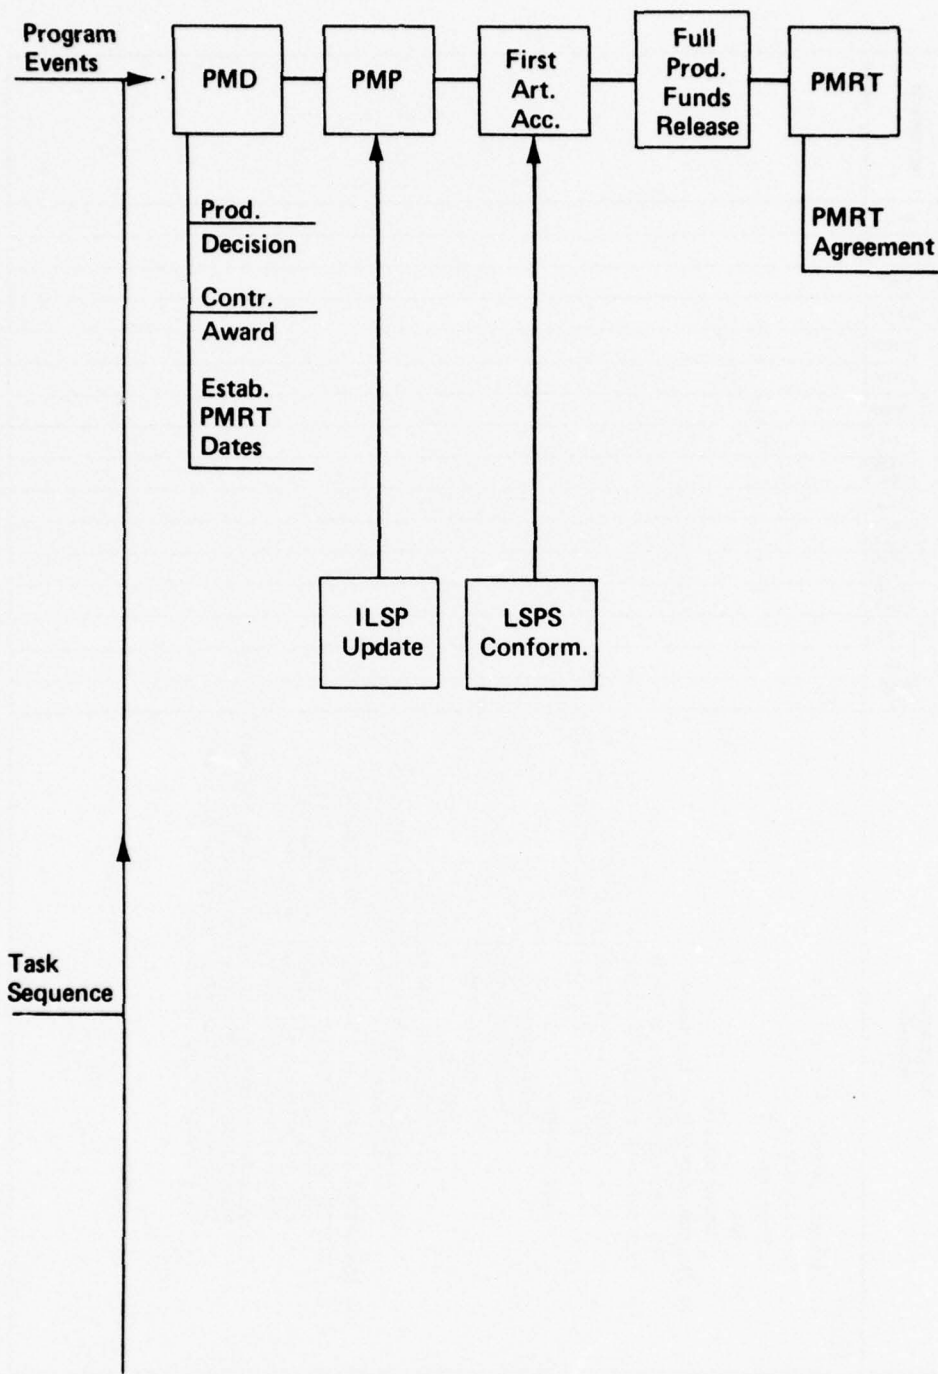 Program
Events
PMD
PMP
First
Art.
Acc.
Full
Prod.
Funds
Release
PMRT
Prod.
Decision
Contr.
Award
Estab.
PMRT
Dates
PMRT
Agreement
ILSP
Update
LSPS
Conform.
Task
Sequence